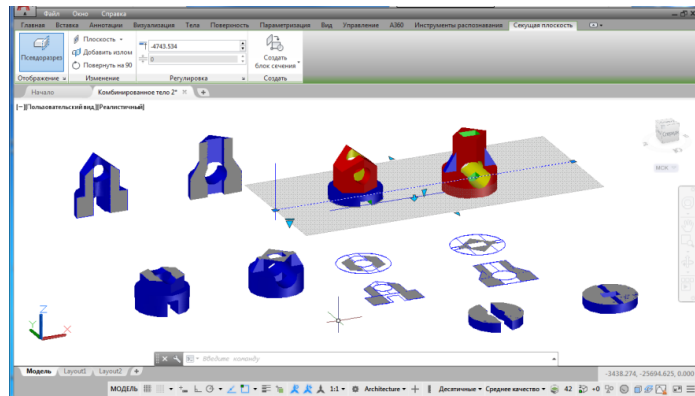 Файл Окно Справка
Главная Вставка Аннотации Визуализация Тела Поверхность Параметризация Вид Управление A360 Инструменты распознавания Секущая плоскость
Псевдоразрез
Плоскость
Добавить излом
Повернуть на 90
-4743.534
0
Создать блок сечения
Отображение Изменение Регулировка Создать
Начало Комбинированное тело 2*
[−][Пользовательский вид][Реалистичный]
МСК
Z
Y
X
Введите команду
Модель Layout1 Layout2 +
-3438.274, -25694.625, 0.000
МОДЕЛЬ 1:1 Architecture Десятичные Среднее качество 42 +0